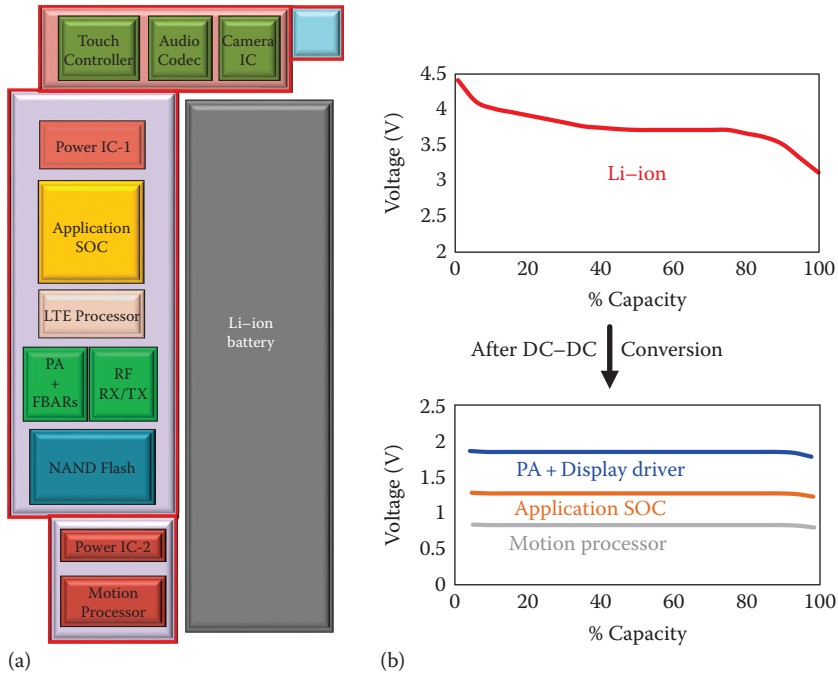 Touch
Controller
Audio
Codec
Camera
IC
Power IC-1
Application
SOC
LTE Processor
PA
+
FBARs
RF
RX/TX
NAND Flash
Power IC-2
Motion
Processor
Li–ion
battery
(a)
4.5
4
3.5
3
2.5
2
Voltage (V)
Li–ion
0 20 40 60 80 100
% Capacity
After DC–DC Conversion
2.5
2
1.5
1
0.5
0
Voltage (V)
PA + Display driver
Application SOC
Motion processor
0 20 40 60 80 100
% Capacity
(b)